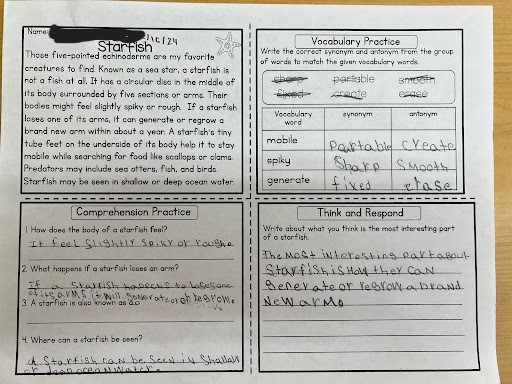 Name
/10/24
Starfish
Those five-pointed echinoderms are my favorite
creatures to find. Known as sea star, a starfish is
not a fish at all. It has a circular disc in the middle of
its body surrounded by five sections or arms. Their
bodies might feel slightly spiky or rough. If a starfish
loses one of its arms, it can generate or regrow a
brand new arm within about a year. A starfish's tiny
tube feet on the underside of its body help it to stay
mobile while searching for food like scallops or clams.
Predators may include sea otters, fish, and birds.
Starfish may be seen in shallow or deep ocean water.
Vocabulary Practice
Write the correct synonym and antonym from the group
of words to match the given vocabulary words.
sharp portable smooth
fixed create erase
Vocabulary word synonym antonym
mobile portable create
spiky Sharp Smooth
generate fixed erase
Comprehension Practice
1. How does the body of a starfish feel?
It feel Slightly Spiky or roughe
2. What happens if a starfish loses an arm?
If a Starfish happens to loses one
of its arms it will generate or regrow.
3. A starfish is also known as a?
4. Where can a starfish be seen?
A Starfish can be Seen in Shallow
or deep ocean water.
Think and Respond
Write about what you think is the most interesting part
of a starfish.
The most interesting part about
Starfish is how they can
generate or regrow a brand
New arm.